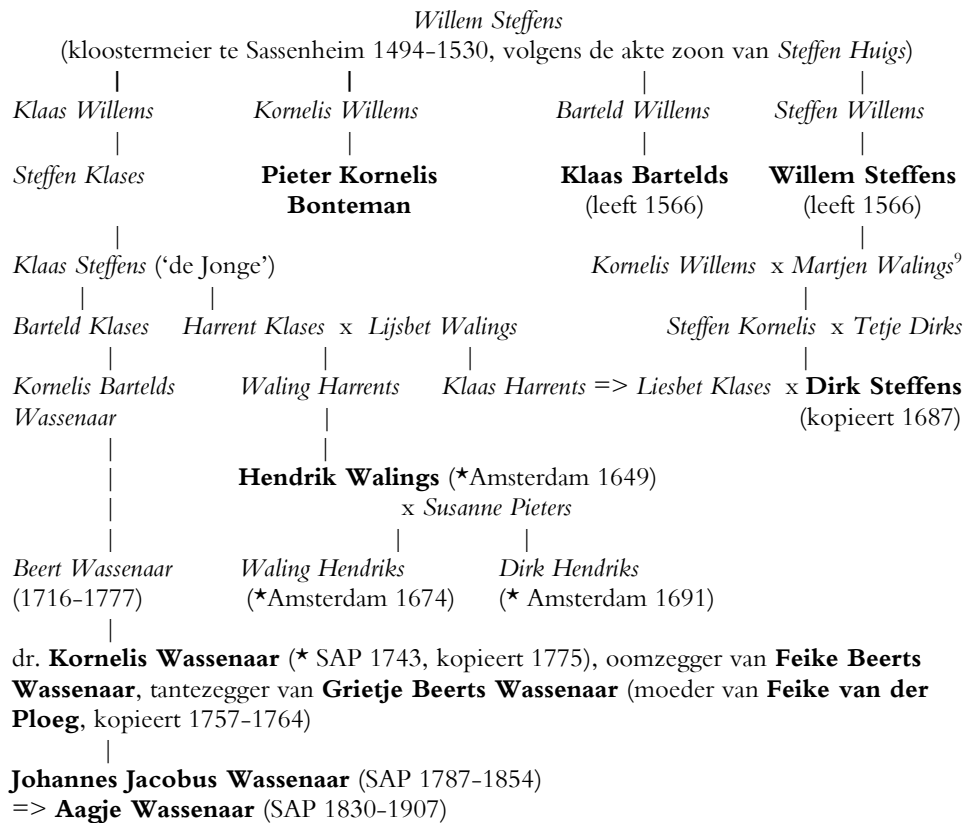 Willem Steffens
(kloostermeier te Sassenheim 1494-1530, volgens de akte zoon van Steffen Huigs)
| | | |
Klaas Willems Kornelis Willems Barteld Willems Steffen Willems
| | | |
Steffen Klases Pieter Kornelis Klaas Bartelds Willem Steffens
Bonteman (leeft 1566) (leeft 1566)
| |
Klaas Steffens (‘de Jonge’) Kornelis Willems x Martjen Walings⁹
| | |
Barteld Klases Harrent Klases x Lijsbet Walings Steffen Kornelis x Tetje Dirks
| | | |
Kornelis Bartelds Waling Harrents Klaas Harrents => Liesbet Klases x Dirk Steffens
Wassenaar | (kopieert 1687)
| |
| Hendrik Walings (★Amsterdam 1649)
| x Susanne Pieters
| | |
Beert Wassenaar Waling Hendriks Dirk Hendriks
(1716-1777) (★Amsterdam 1674) (★ Amsterdam 1691)
|
dr. Kornelis Wassenaar (★ SAP 1743, kopieert 1775), oomzegger van Feike Beerts
Wassenaar, tantezegger van Grietje Beerts Wassenaar (moeder van Feike van der
Ploeg, kopieert 1757-1764)
|
Johannes Jacobus Wassenaar (SAP 1787-1854)
=> Aagje Wassenaar (SAP 1830-1907)